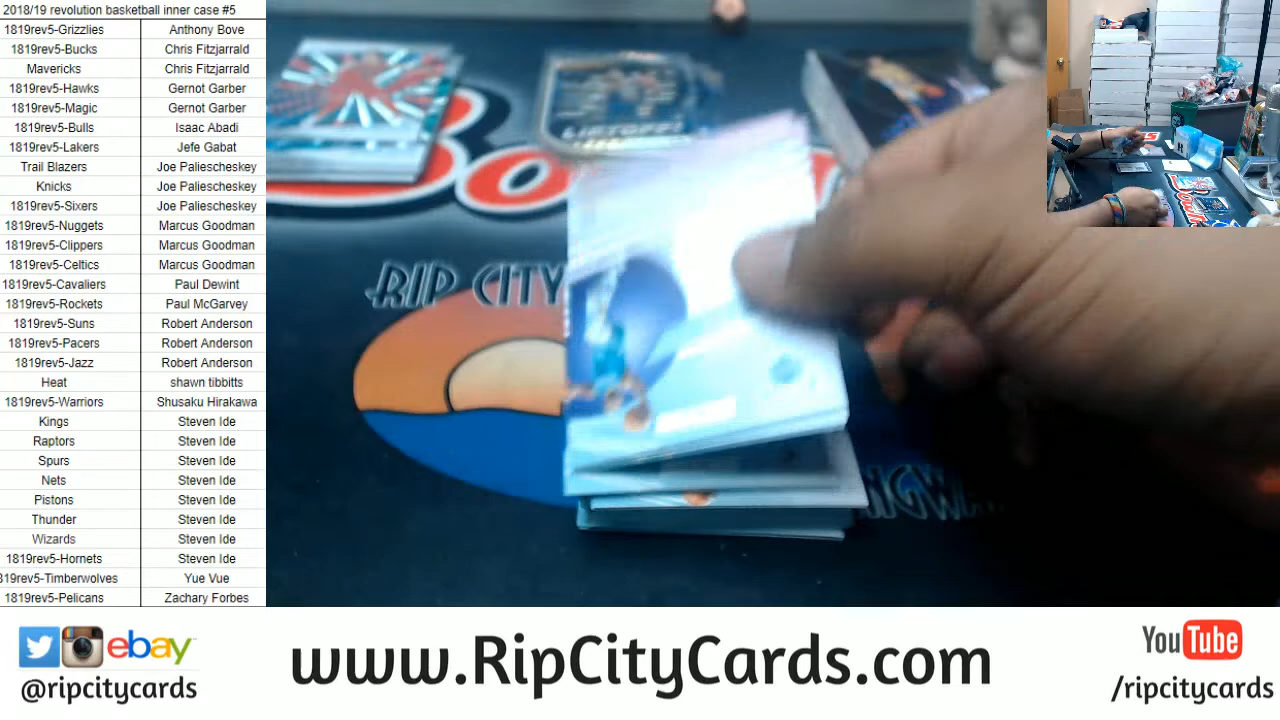 2018/19 revolution basketball inner case #5
1819rev5-Grizzlies Anthony Bove
1819rev5-Bucks Chris Fitzjarrald
Mavericks Chris Fitzjarrald
1819rev5-Hawks Gernot Garber
1819rev5-Magic Gernot Garber
1819rev5-Bulls Isaac Abadi
1819rev5-Lakers Jefe Gabat
Trail Blazers Joe Paliescheskey
Knicks Joe Paliescheskey
Sixers Joe Paliescheskey
1819rev5-Nuggets Marcus Goodman
1819rev5-Clippers Marcus Goodman
1819rev5-Celtics Marcus Goodman
1819rev5-Cavaliers Paul Dewint
1819rev5-Rockets Paul McGarvey
1819rev5-Suns Robert Anderson
1819rev5-Pacers Robert Anderson
1819rev5-Jazz Robert Anderson
Heat shawn tibbitts
1819rev5-Warriors Shusaku Hirakawa
Kings Steven Ide
Raptors Steven Ide
Spurs Steven Ide
Nets Steven Ide
Pistons Steven Ide
Thunder Steven Ide
Wizards Steven Ide
1819rev5-Hornets Steven Ide
819rev5-Timberwolves Yue Vue
1819rev5-Pelicans Zachary Forbes
RIP CITY
ebay
@ripcitycards
www.RipCityCards.com
YouTube
/ripcitycards